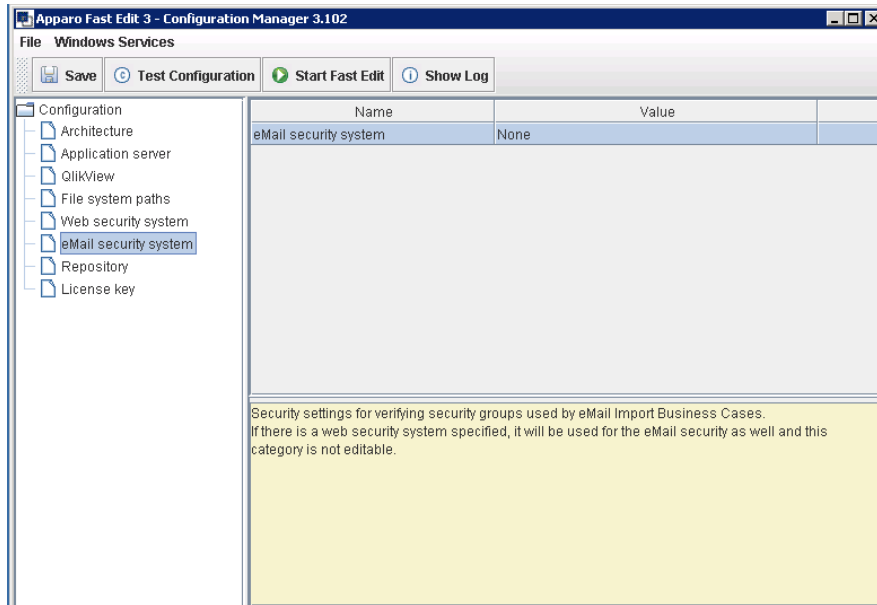 Apparo Fast Edit 3 - Configuration Manager 3.102
File Windows Services
Save Test Configuration Start Fast Edit Show Log
Configuration
Architecture
Application server
QlikView
File system paths
Web security system
eMail security system
Repository
License key
Name Value
eMail security system None
Security settings for verifying security groups used by eMail Import Business Cases.
If there is a web security system specified, it will be used for the eMail security as well and this
category is not editable.